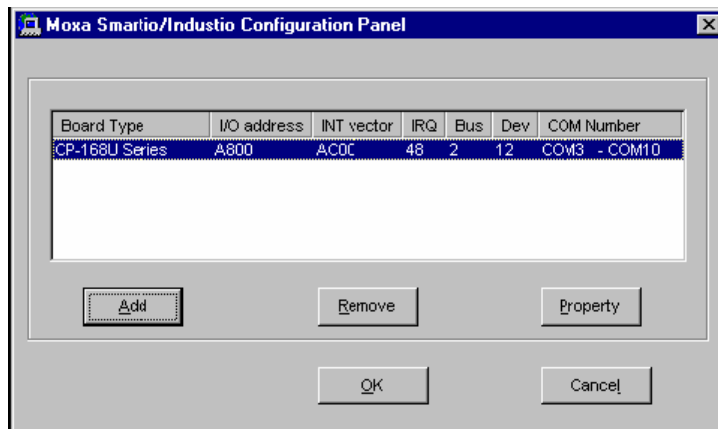 Moxa Smartio/Industio Configuration Panel
Board Type I/O address INT vector IRQ Bus Dev COM Number
CP-168U Series A800 AC00 48 2 12 COM3 - COM10
Add Remove Property
OK Cancel